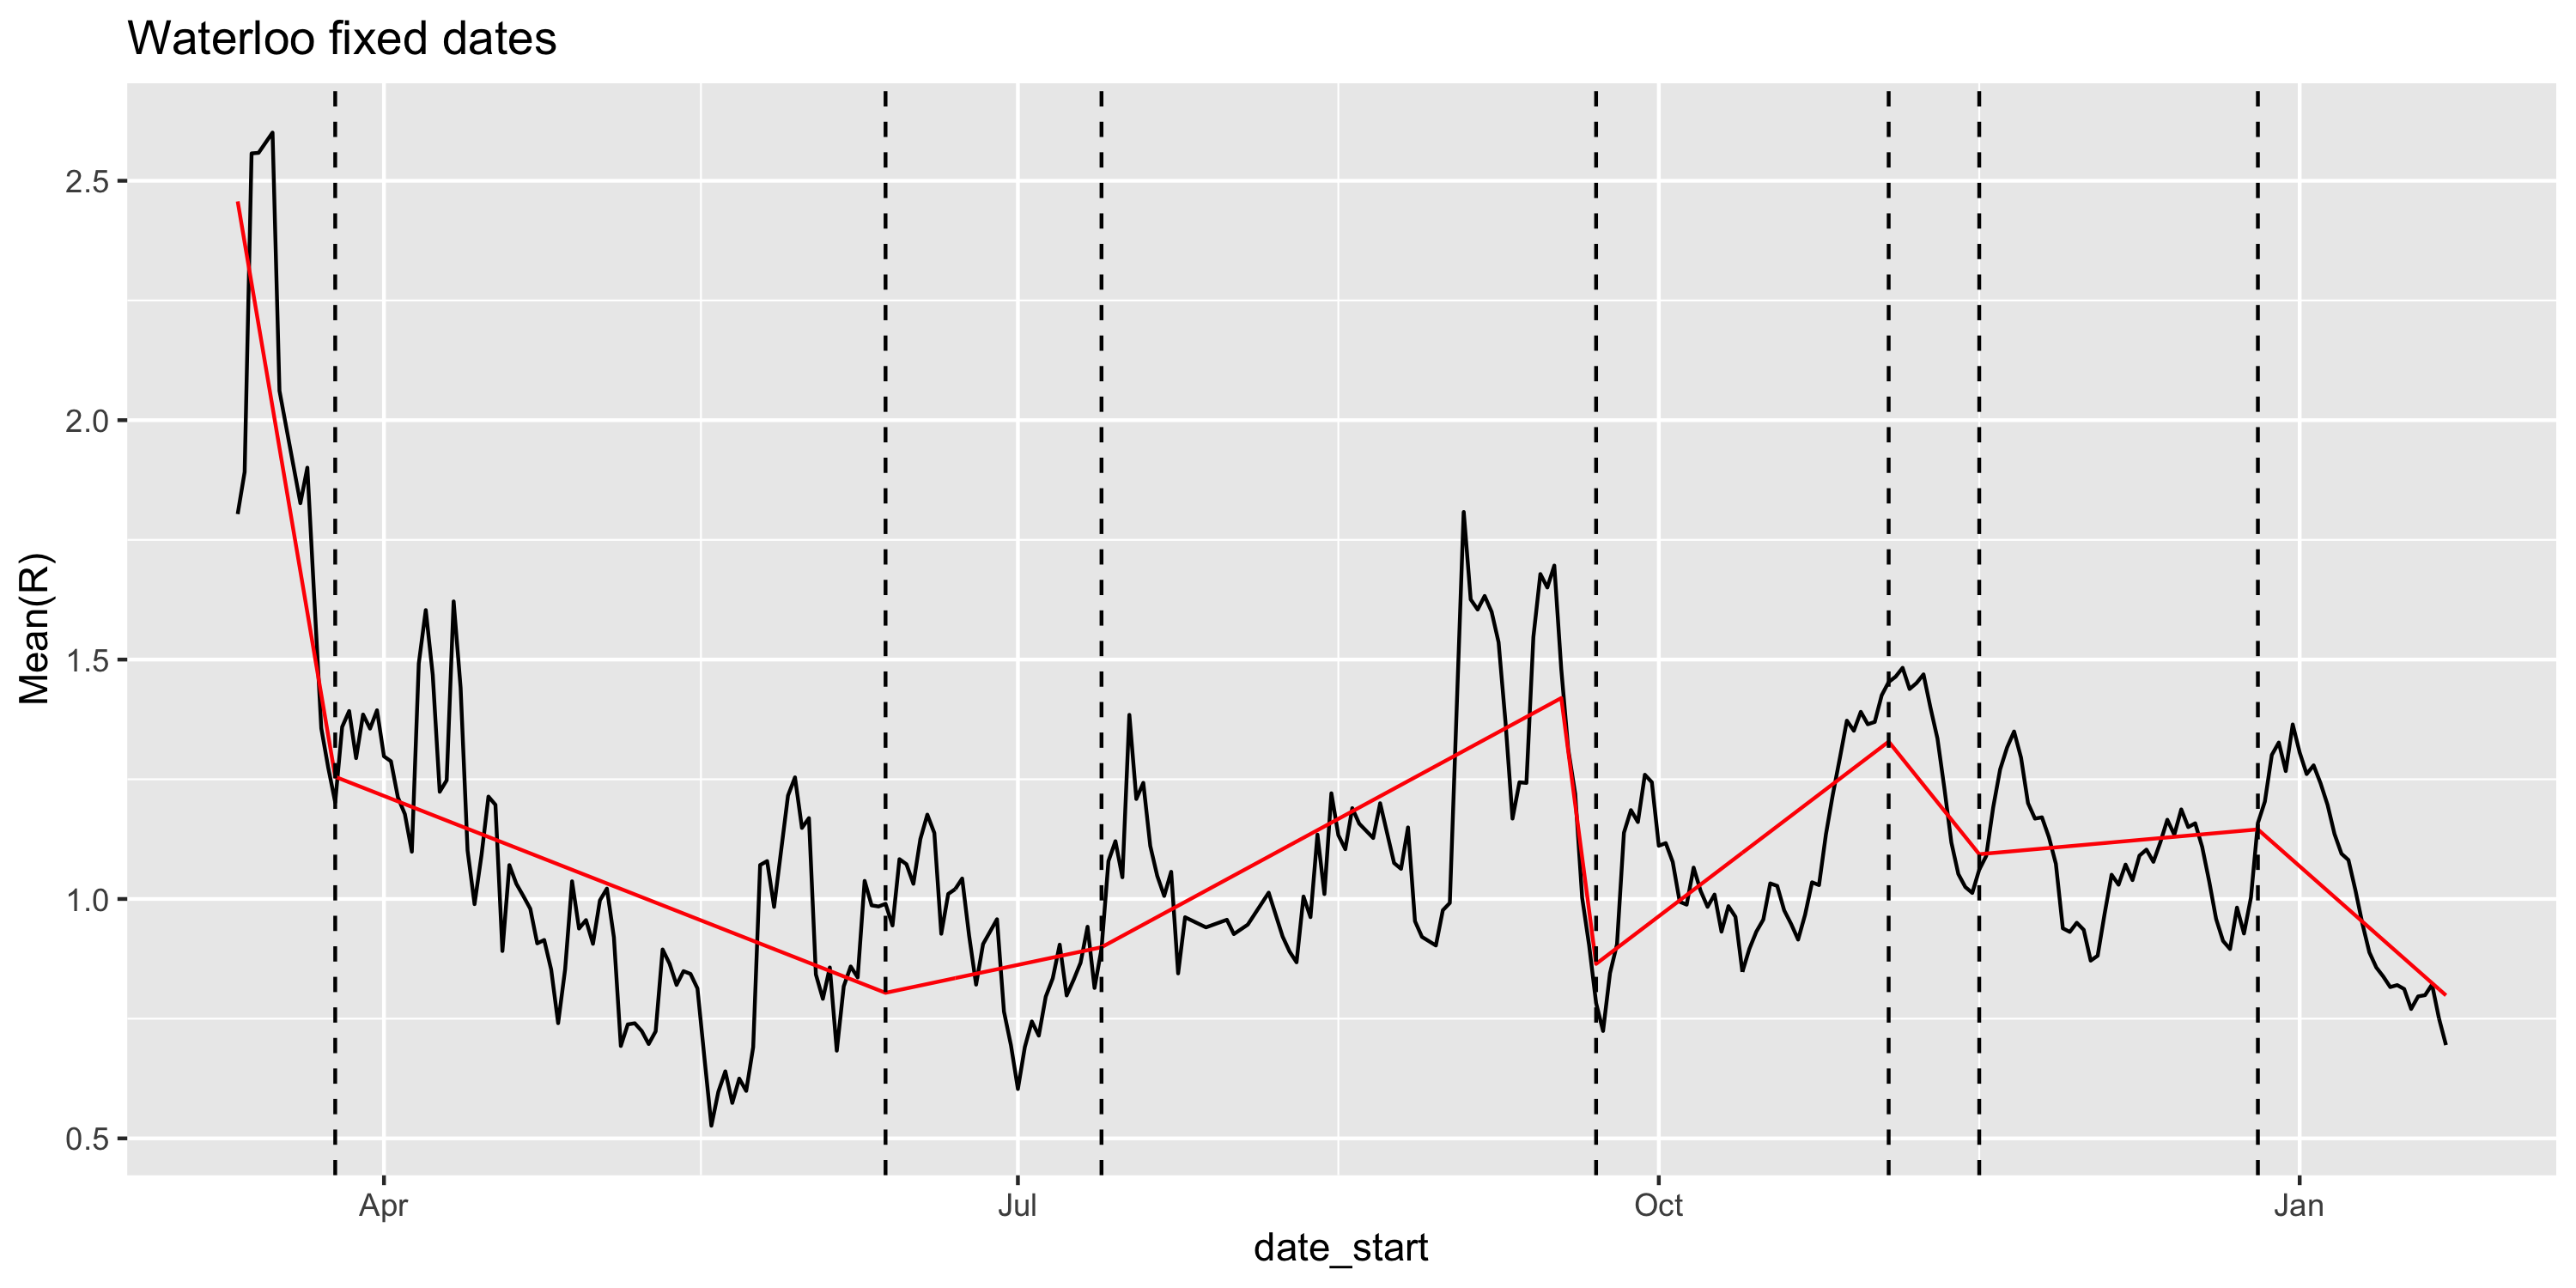 Waterloo fixed dates
Mean(R)
2.5
2.0
1.5
1.0
0.5
Apr
Jul
Oct
Jan
date_start